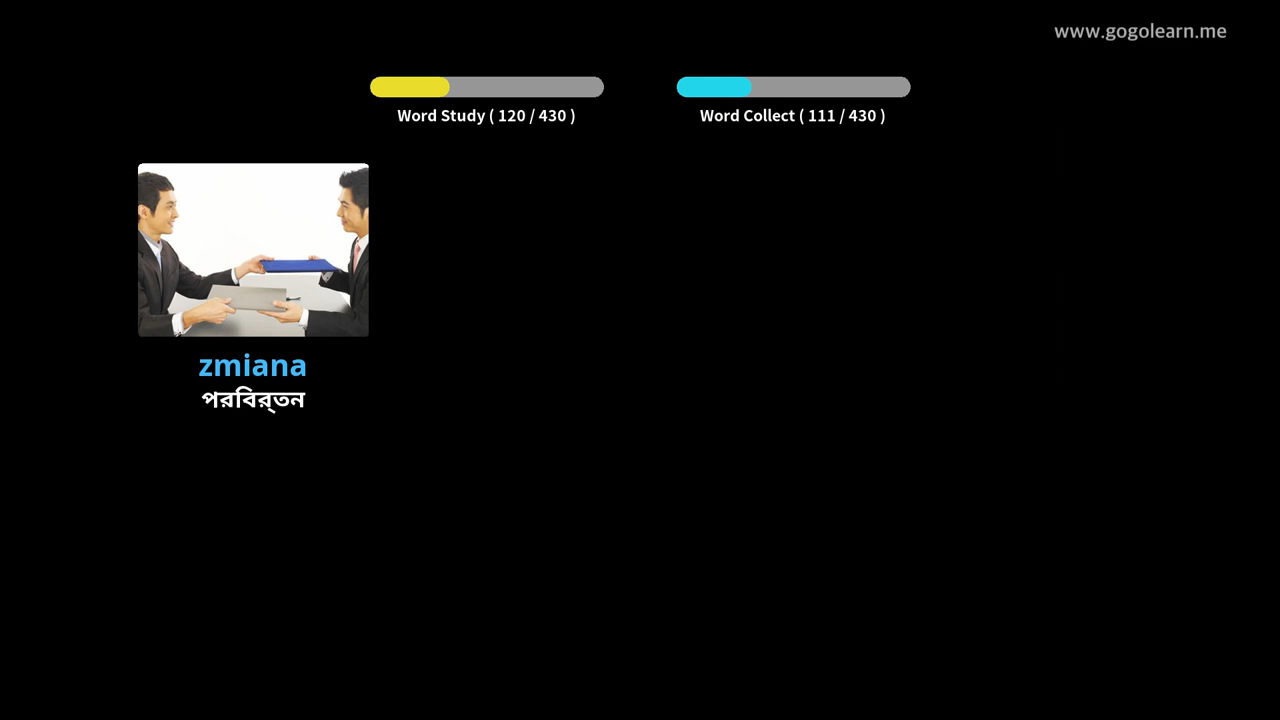 www.gogolearn.me
Word Study ( 120 / 430 )
Word Collect ( 111 / 430 )
zmiana
পরবির্তন